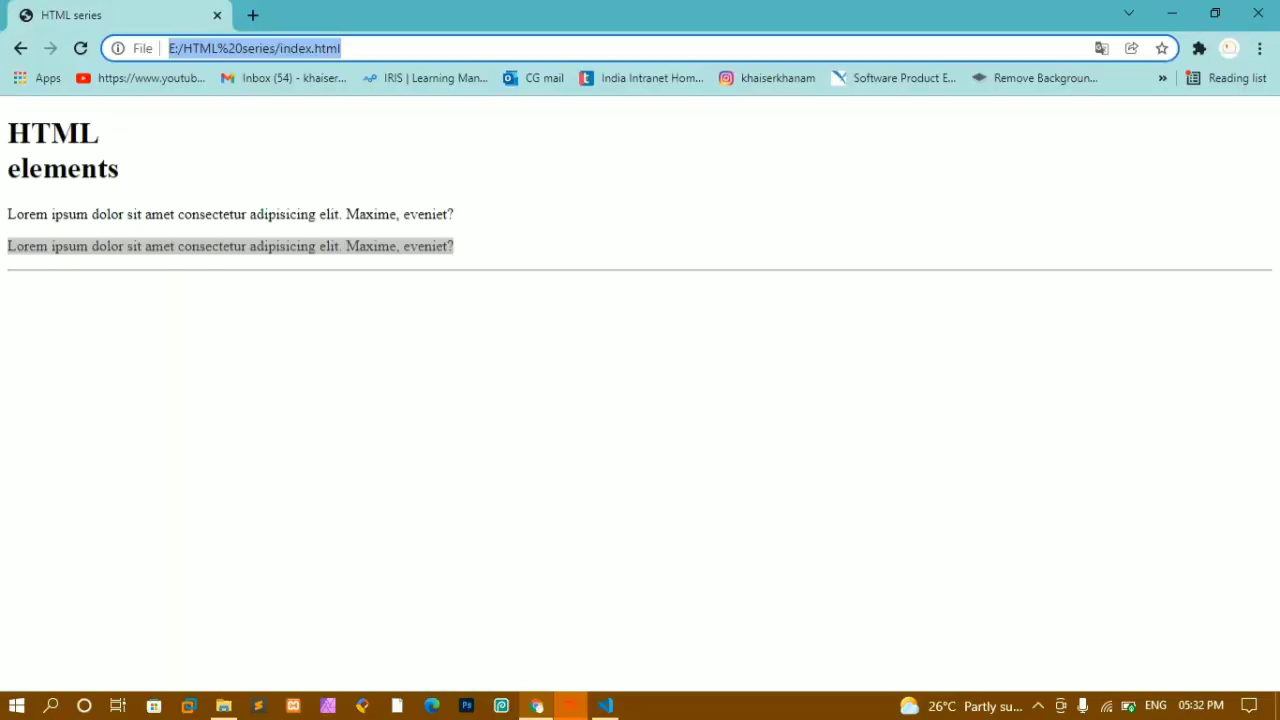 HTML series
File
E:/HTML%20series/index.html
Apps
https://www.youtub...
Inbox (54) - khaiser...
IRIS | Learning Man...
CG mail
India Intranet Hom...
khaiserkhanam
Software Product E...
Remove Backgroun...
»
Reading list
HTML
elements
Lorem ipsum dolor sit amet consectetur adipisicing elit. Maxime, eveniet?
Lorem ipsum dolor sit amet consectetur adipisicing elit. Maxime, eveniet?
Ps
26°C Partly su...
ENG
05:32 PM